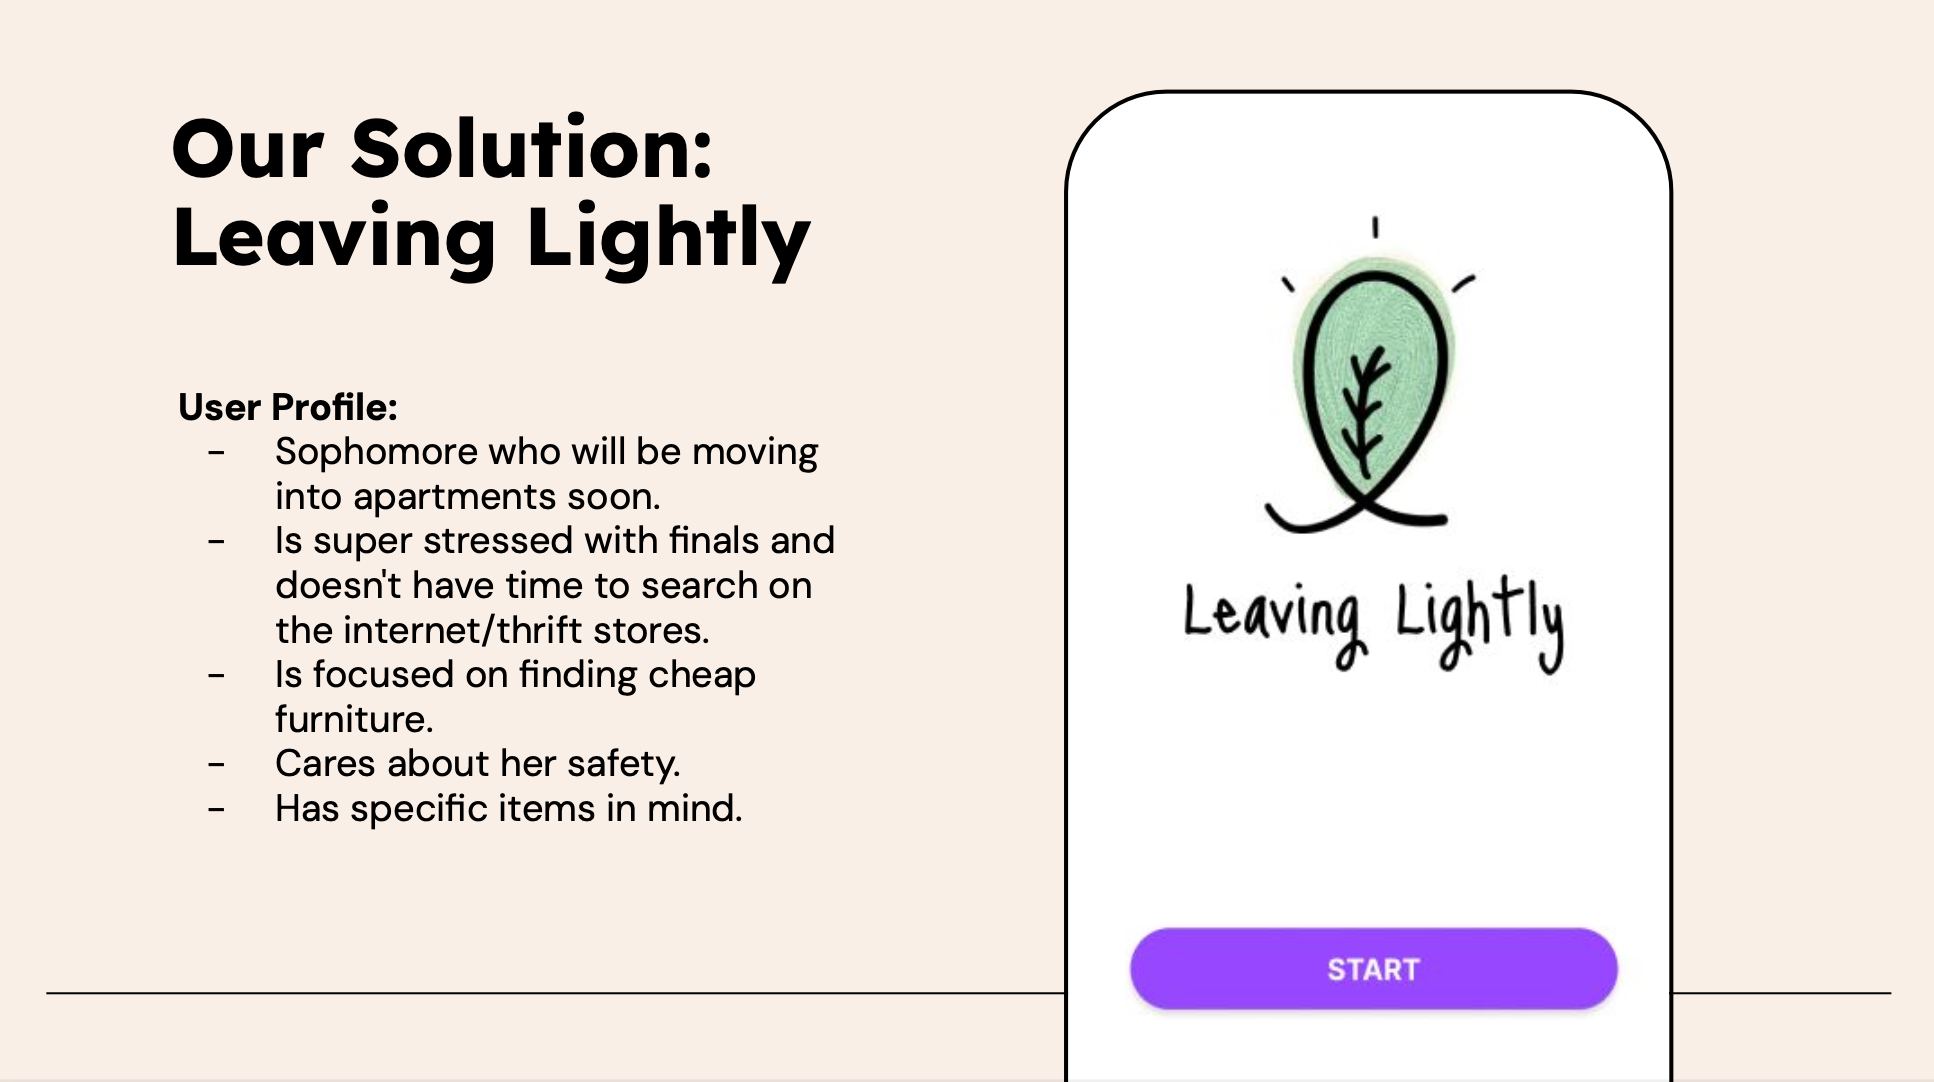 Our Solution:
Leaving Lightly
User Profile:
- Sophomore who will be moving
into apartments soon.
- Is super stressed with finals and
doesn't have time to search on
the internet/thrift stores.
- Is focused on finding cheap
furniture.
- Cares about her safety.
- Has specific items in mind.
Leaving Lightly
START